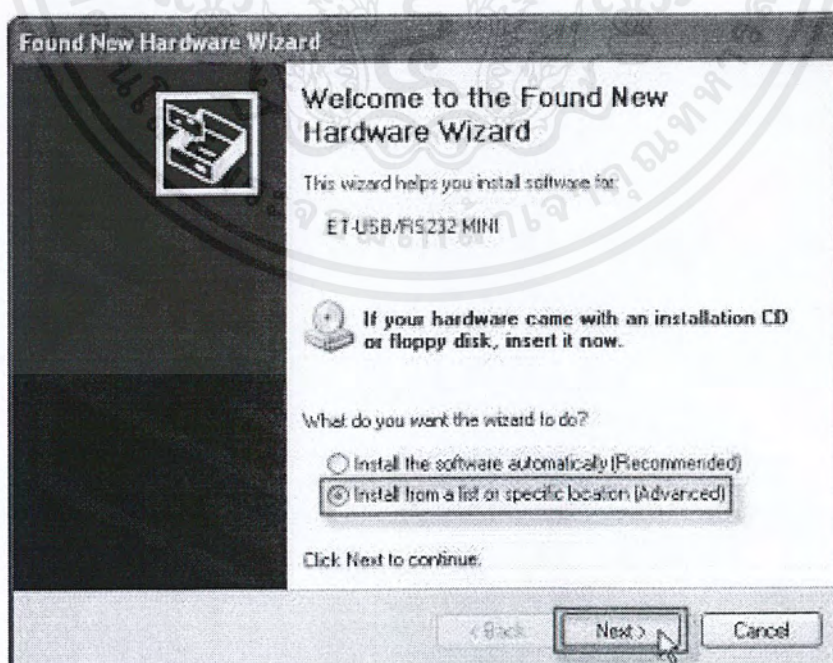 Found New Hardware Wizard
Welcome to the Found New
Hardware Wizard
This wizard helps you install software for:
ET-USB/RS232 MINI
If your hardware came with an installation CD
or floppy disk, insert it now.
What do you want the wizard to do?
Install the software automatically (Recommended)
Install from a list or specific location (Advanced)
Click Next to continue.
< Back
Next >
Cancel